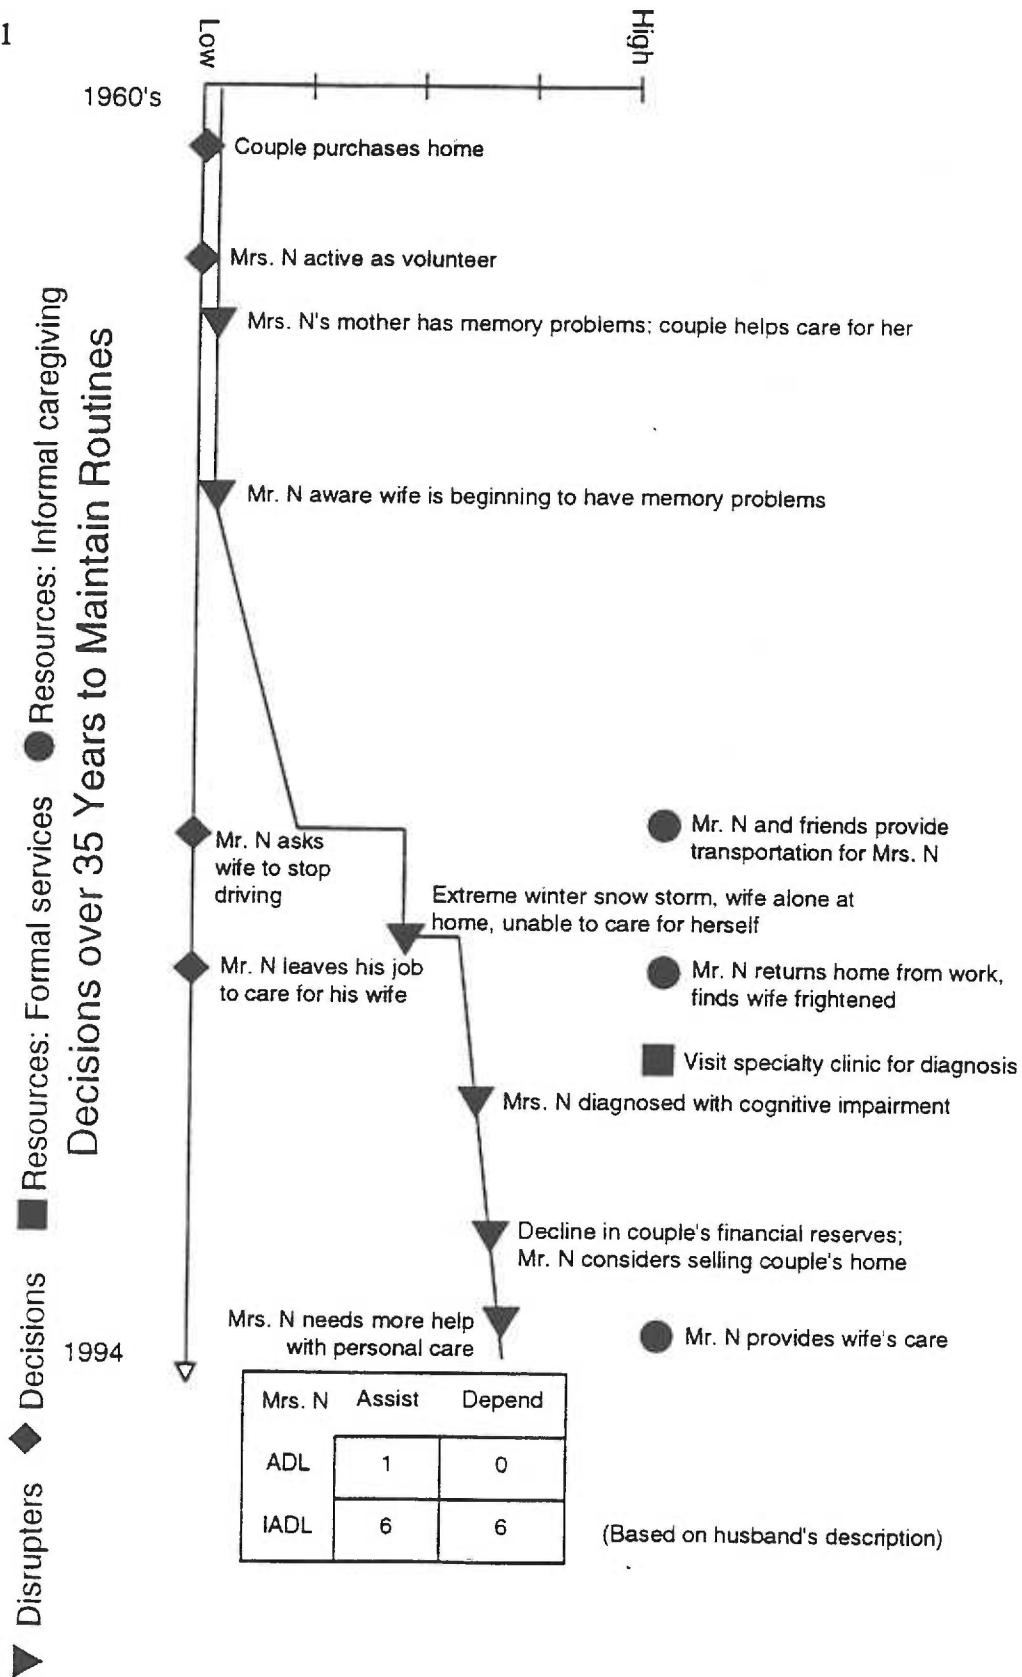 1
Low
High
1960's
Couple purchases home
Mrs. N active as volunteer
Mrs. N's mother has memory problems; couple helps care for her
Mr. N aware wife is beginning to have memory problems
Mr. N asks
wife to stop
driving
Mr. N and friends provide
transportation for Mrs. N
Extreme winter snow storm, wife alone at
home, unable to care for herself
Mr. N leaves his job
to care for his wife
Mr. N returns home from work,
finds wife frightened
Visit specialty clinic for diagnosis
Mrs. N diagnosed with cognitive impairment
Decline in couple's financial reserves;
Mr. N considers selling couple's home
Mrs. N needs more help
with personal care
Mr. N provides wife's care
1994
Mrs. N Assist Depend
ADL 1 0
IADL 6 6
(Based on husband's description)
Disrupters Decisions Resources: Formal services Resources: Informal caregiving
Decisions over 35 Years to Maintain Routines